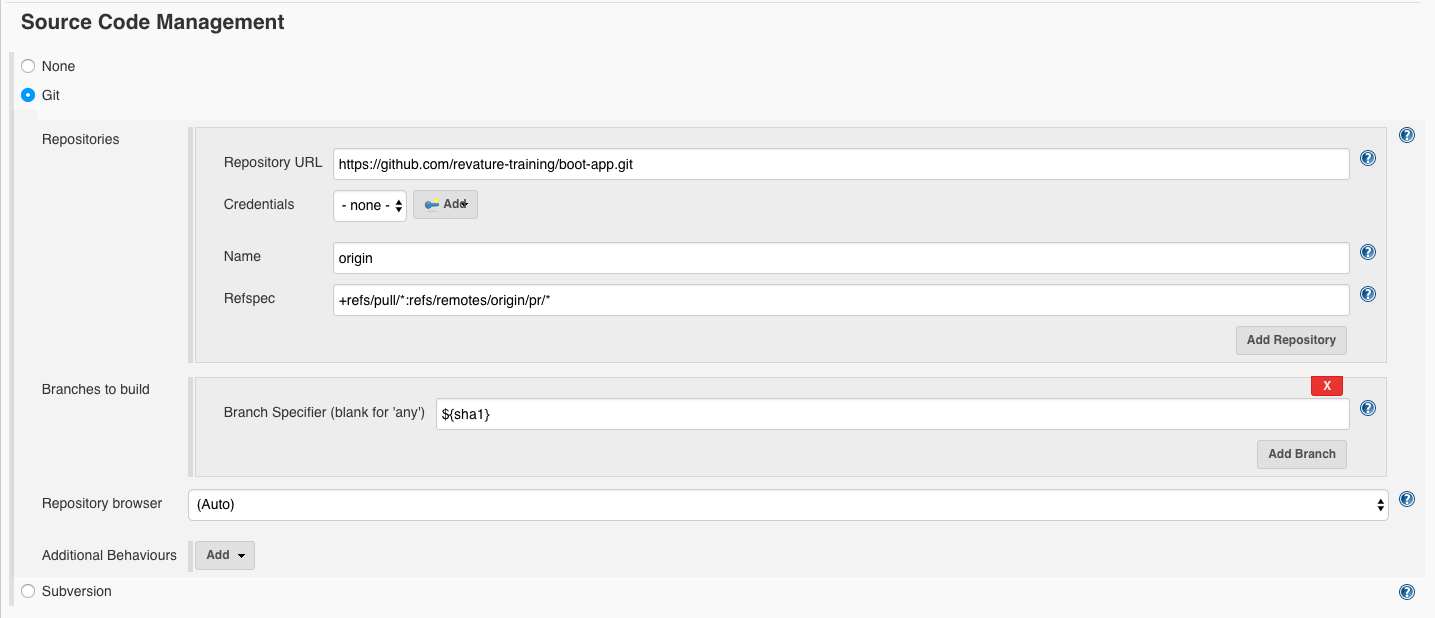 Source Code Management
None
Git
Repositories
Repository URL https://github.com/revature-training/boot-app.git
Credentials - none - Add
Name origin
Refspec +refs/pull/*:refs/remotes/origin/pr/*
Add Repository
Branches to build
X
Branch Specifier (blank for 'any') ${sha1}
Add Branch
Repository browser (Auto)
Additional Behaviours Add
Subversion